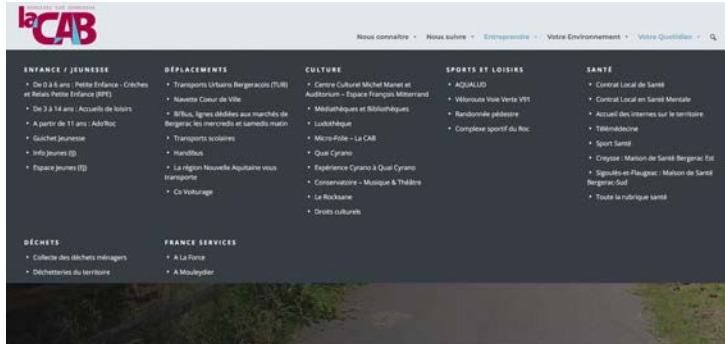 la CAB
Nous connaître
Nous suivre
Entreprendre
Votre Environnement
Votre Quotidien
ENFANCE / JEUNESSE
• De 0 à 6 ans : Petite Enfance - Crèches
et Relais Petite Enfance (RPE)
• De 3 à 14 ans : Accueils de loisirs
• A partir de 11 ans : Ado'Roc
• Guichet Jeunesse
• Info Jeunes (IJ)
• Espace Jeunes (EJ)
DÉPLACEMENTS
• Transports Urbains Bergeracois (TUB)
• Navette Coeur de Ville
• Bi'Bus, lignes dédiées aux marchés de
Bergerac les mercredis et samedis matin
• Transports scolaires
• Handibus
• La région Nouvelle Aquitaine vous
transporte
• Co Voiturage
CULTURE
• Centre Culturel Michel Manet et
Auditorium – Espace François Mitterrand
• Médiathèques et Bibliothèques
• Ludothèque
• Micro-Folie – La CAB
• Quai Cyrano
• Expérience Cyrano à Quai Cyrano
• Conservatoire – Musique & Théâtre
• Le Rocksane
• Droits culturels
SPORTS ET LOISIRS
• AQUALUD
• Véloroute Voie Verte V91
• Randonnée pédestre
• Complexe sportif du Roc
SANTÉ
• Contrat Local de Santé
• Contrat Local en Santé Mentale
• Accueil des internes sur le territoire
• Télémédecine
• Sport Santé
• Creysse : Maison de Santé Bergerac Est
• Sigoulès-et-Flaugeac : Maison de Santé
Bergerac-Sud
• Toute la rubrique santé
DÉCHETS
• Collecte des déchets ménagers
• Déchetteries du territoire
FRANCE SERVICES
• A La Force
• A Mouleydier